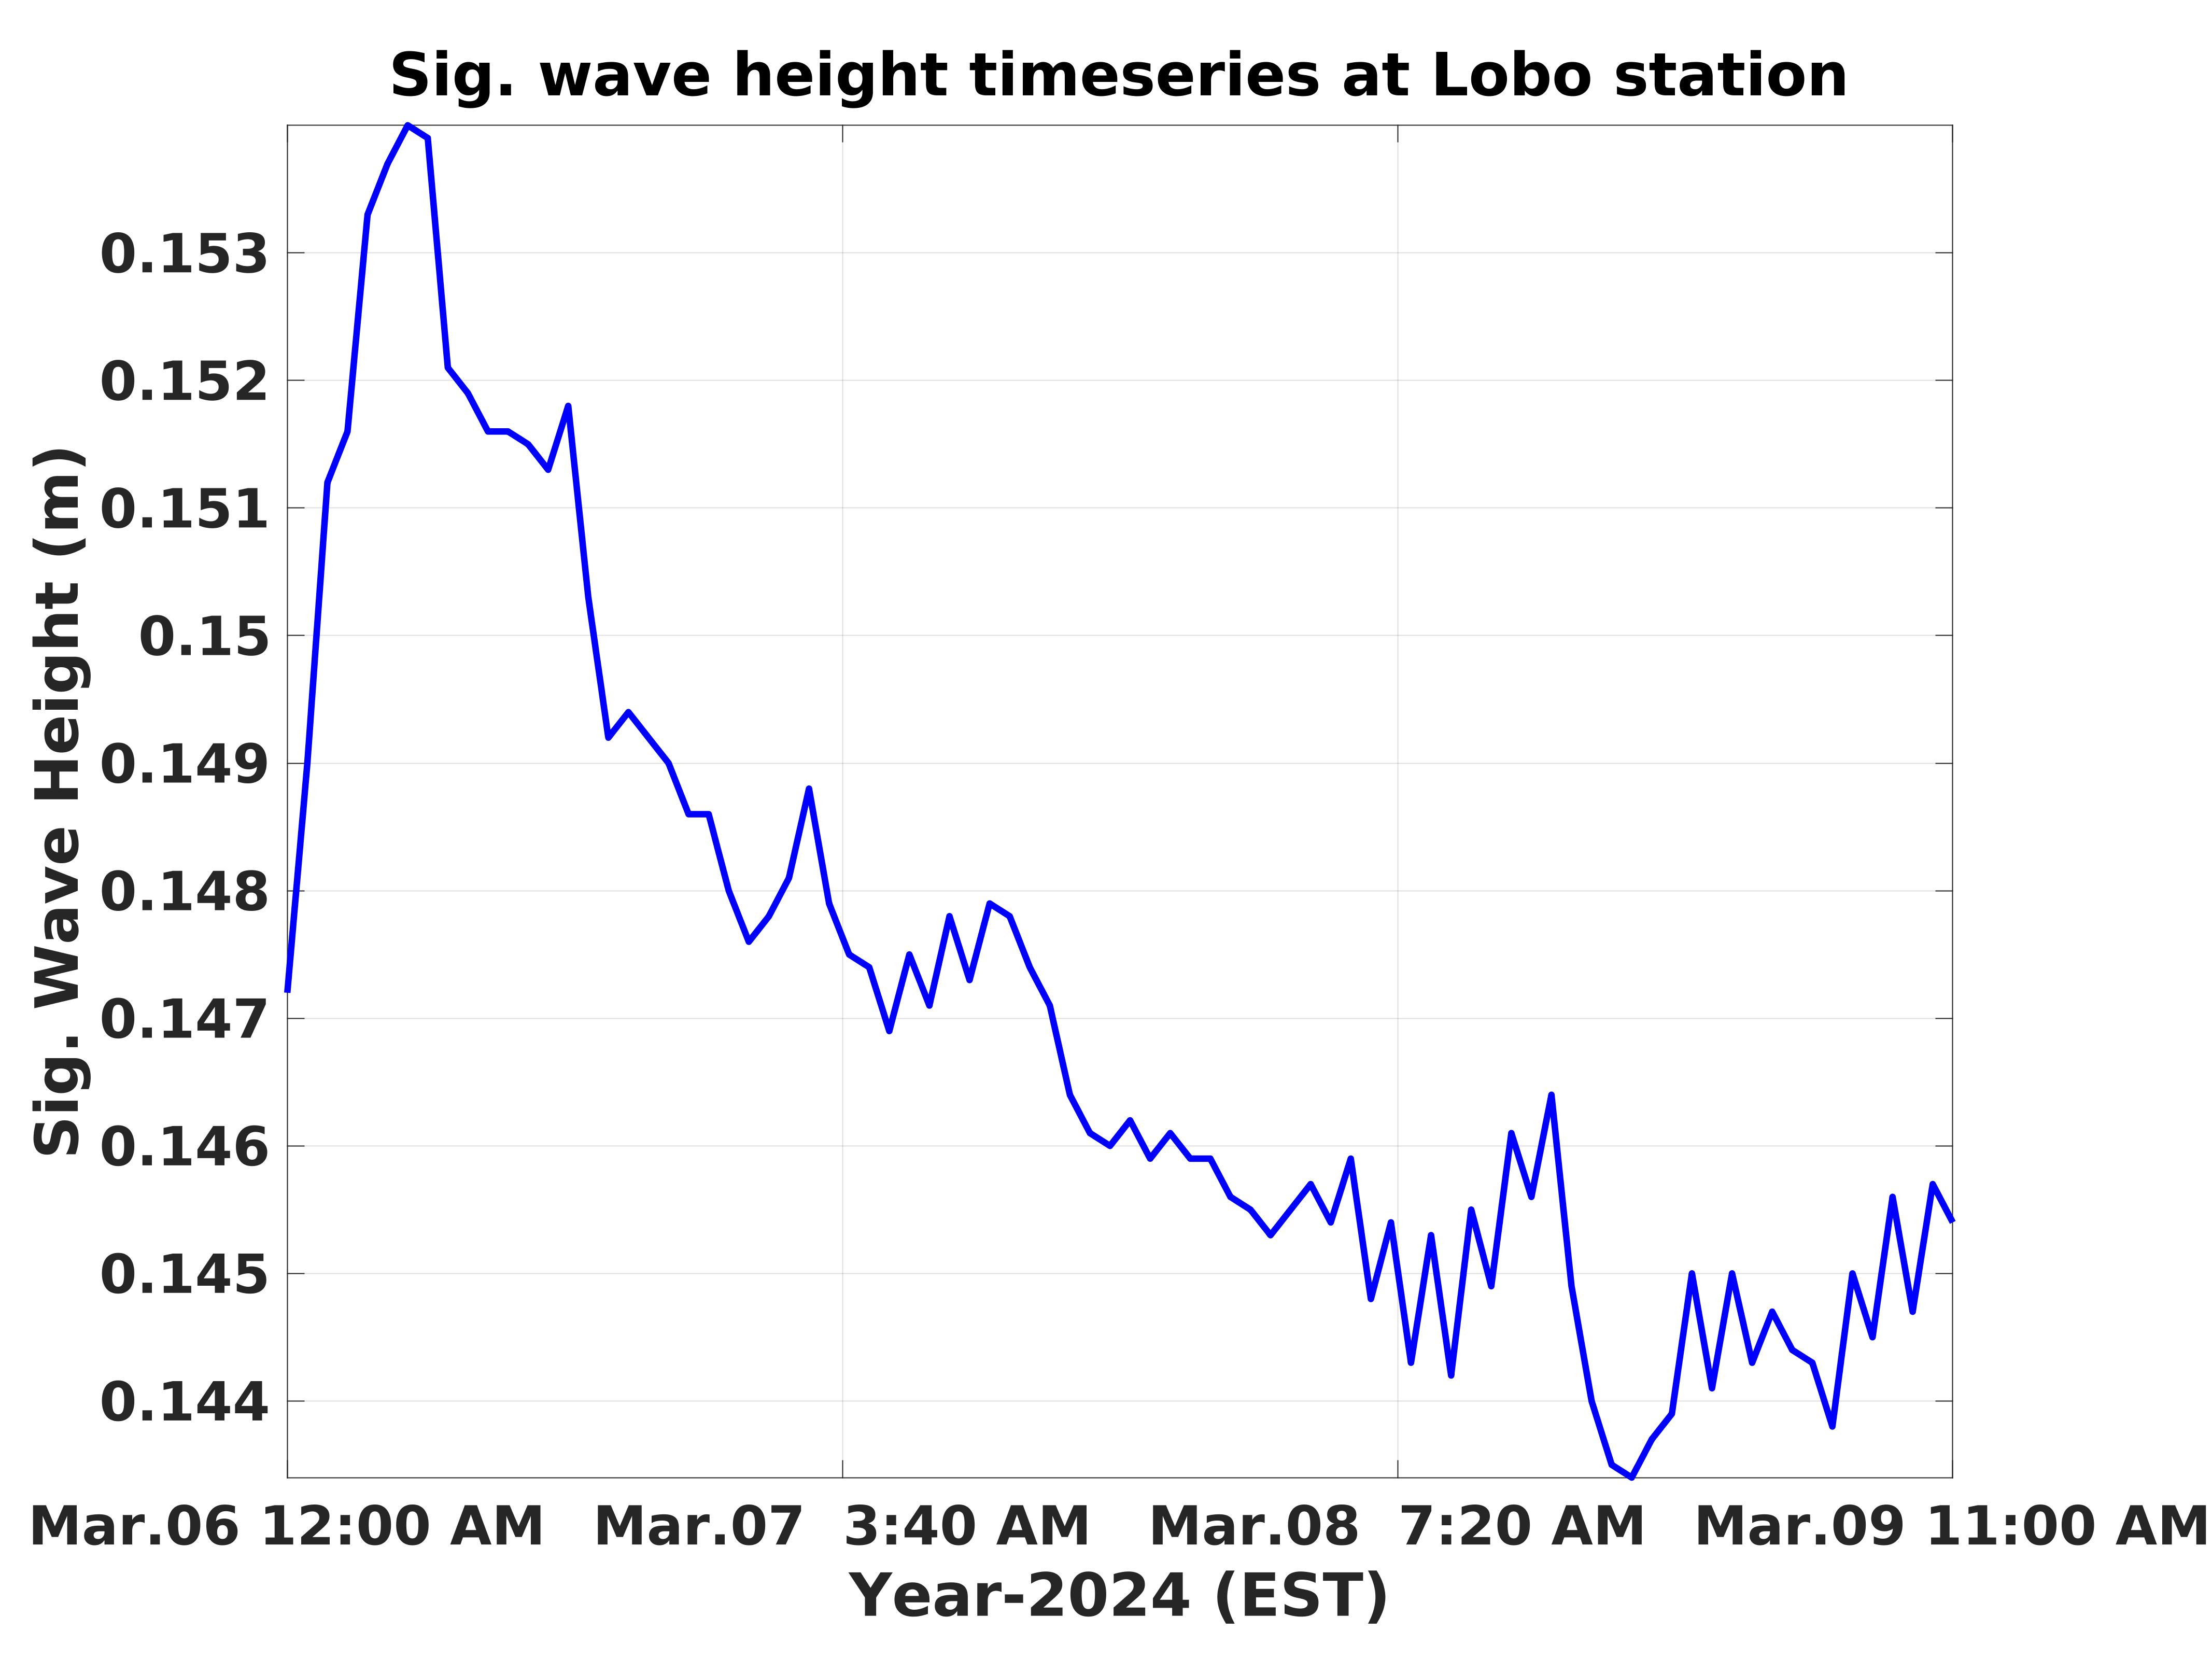 Sig. wave height timeseries at Lobo station
0.153
0.152
0.151
0.15
0.149
0.148
0.147
0.146
0.145
0.144
Sig. Wave Height (m)
Mar.06 12:00 AM Mar.07 3:40 AM Mar.08 7:20 AM Mar.09 11:00 AM
Year-2024 (EST)